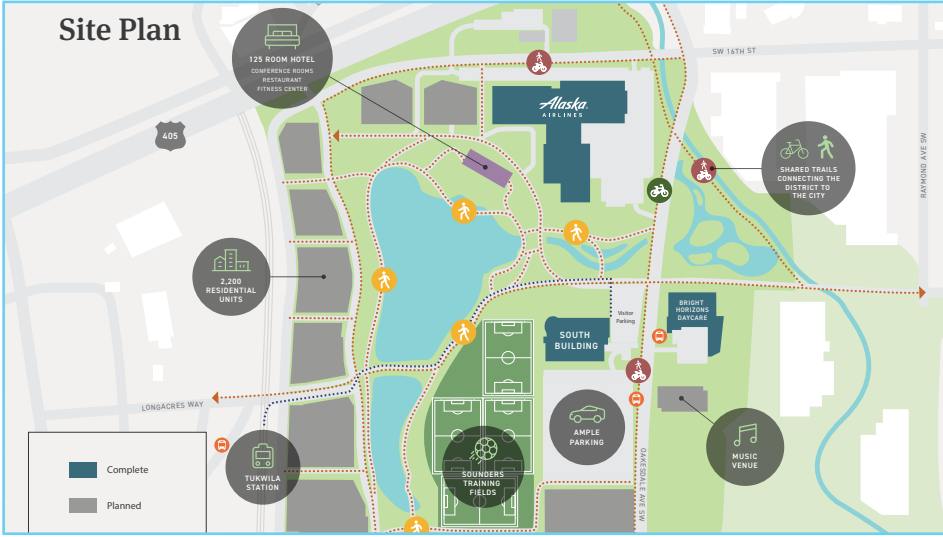 Site Plan
125 ROOM HOTEL
CONFERENCE ROOMS
RESTAURANT
FITNESS CENTER
SW 16TH ST
Alaska
AIRLINES
405
RAYMOND AVE SW
SHARED TRAILS
CONNECTING THE
DISTRICT TO
THE CITY
2,200
RESIDENTIAL
UNITS
BRIGHT
HORIZONS
DAYCARE
Visitor
Parking
SOUTH
BUILDING
LONGACRES WAY
AMPLE
PARKING
MUSIC
VENUE
OAKESDALE AVE SW
SOUNDERS
TRAINING
FIELDS
TUKWILA
STATION
Complete
Planned